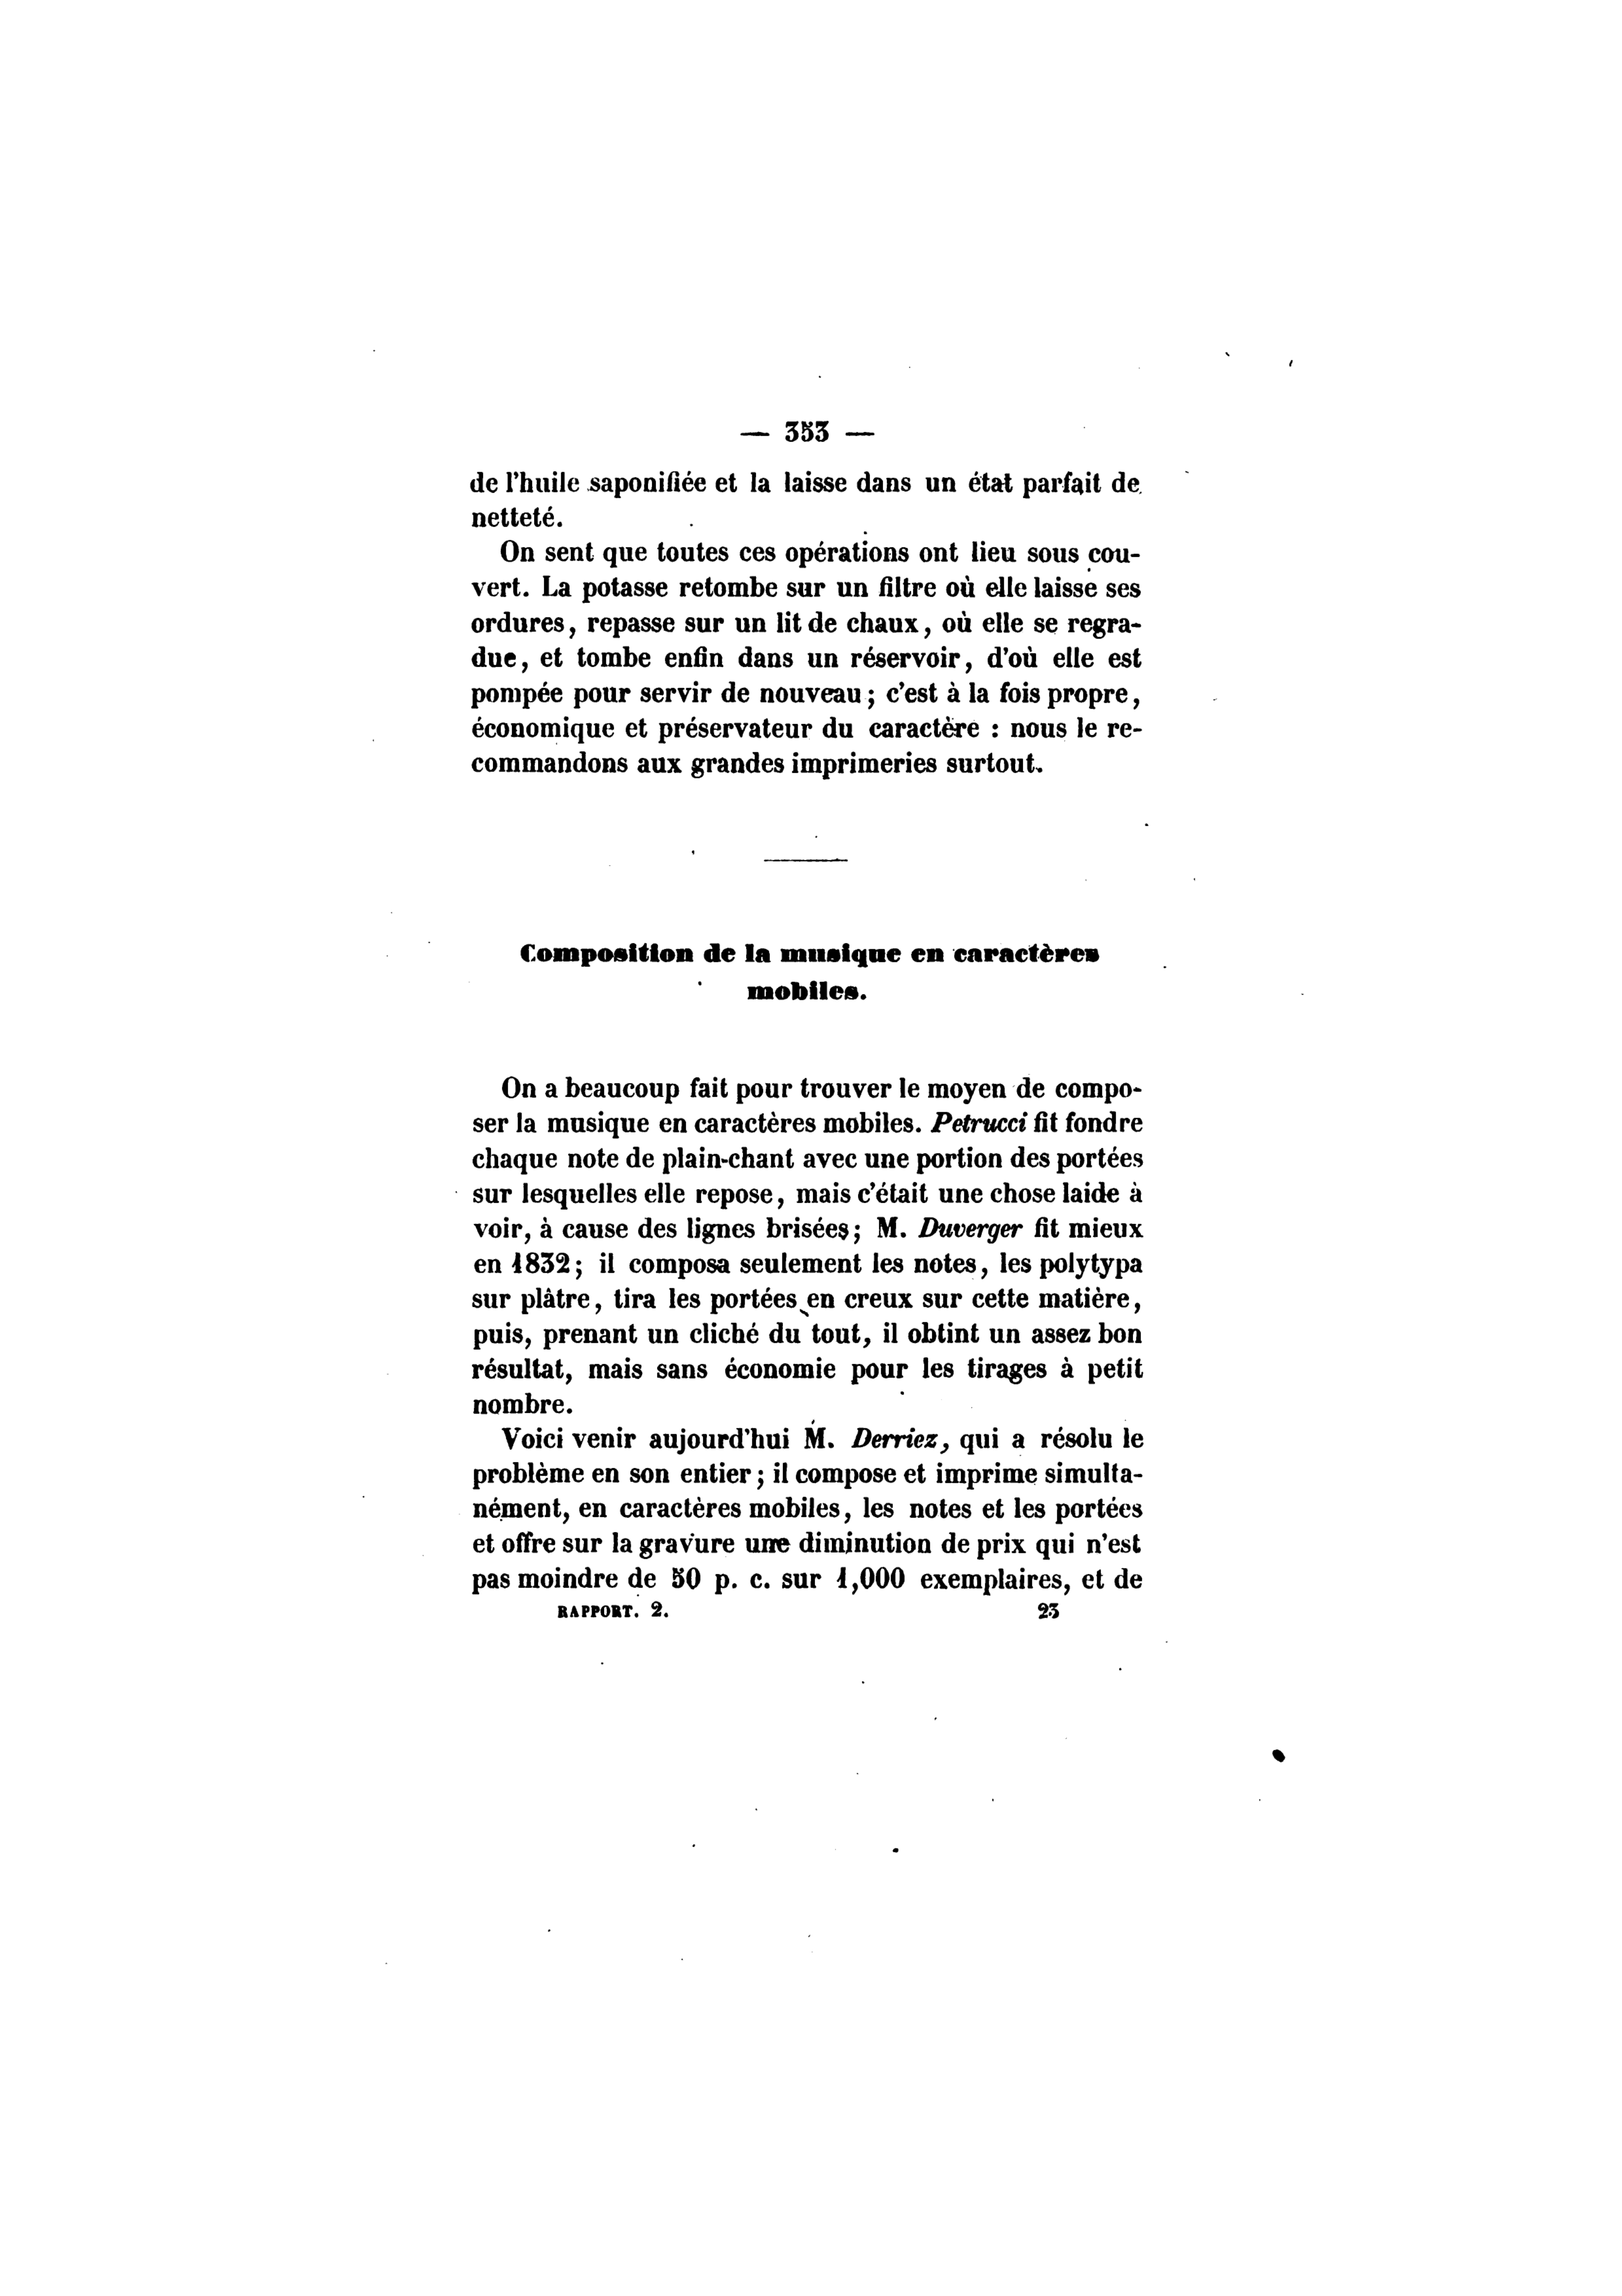 — 353 —
de l'huile saponifiée et la laisse dans un état parfait de
netteté.
On sent que toutes ces opérations ont lieu sous cou-
vert. La potasse retombe sur un filtre où elle laisse ses
ordures, repasse sur un lit de chaux, où elle se regra-
due, et tombe enfin dans un réservoir, d'où elle est
pompée pour servir de nouveau; c'est à la fois propre,
économique et préservateur du caractère : nous le re-
commandons aux grandes imprimeries surtout.
Composition de la musique en caractères
mobiles.
On a beaucoup fait pour trouver le moyen de compo-
ser la musique en caractères mobiles. Petrucci fit fondre
chaque note de plain-chant avec une portion des portées
sur lesquelles elle repose, mais c'était une chose laide à
voir, à cause des lignes brisées; M. Duverger fit mieux
en 1832; il composa seulement les notes, les polytypa
sur plâtre, tira les portées en creux sur cette matière,
puis, prenant un cliché du tout, il obtint un assez bon
résultat, mais sans économie pour les tirages à petit
nombre.
Voici venir aujourd'hui M. Derriez, qui a résolu le
problème en son entier; il compose et imprime simulta-
nément, en caractères mobiles, les notes et les portées
et offre sur la gravure une diminution de prix qui n'est
pas moindre de 50 p. c. sur 1,000 exemplaires, et de
RAPPORT. 2. 23